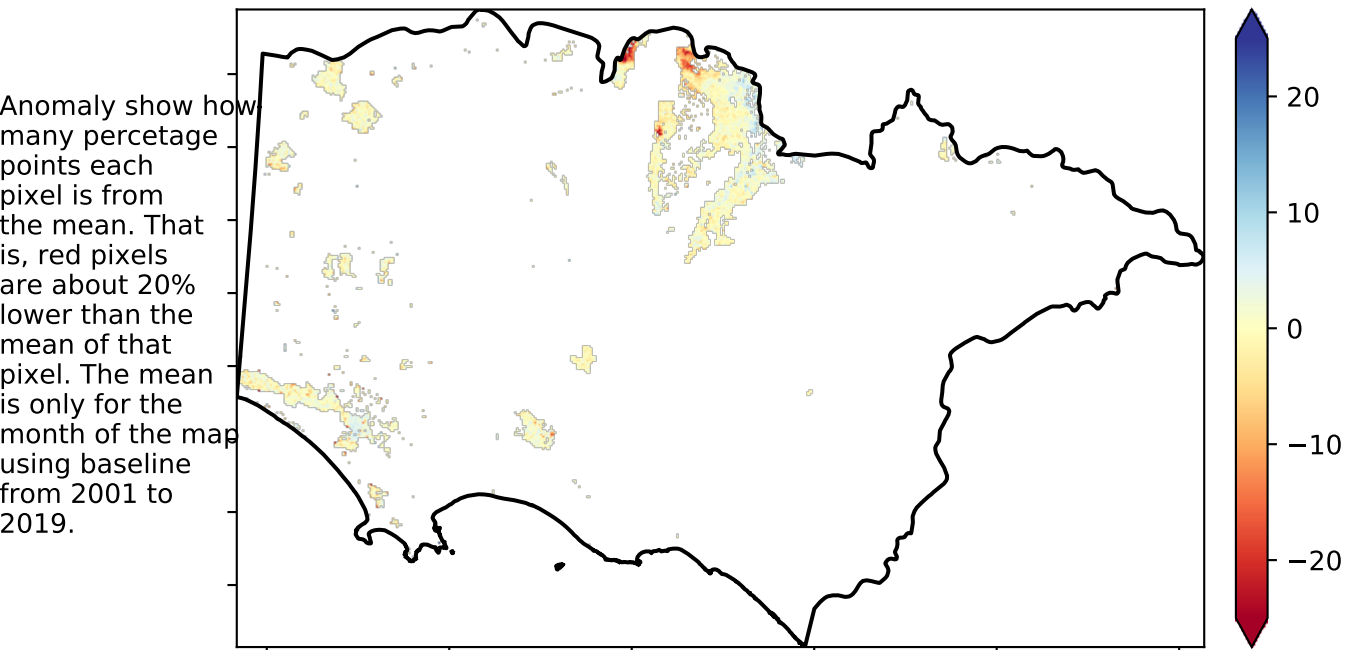 Anomaly show how
many percetage
points each
pixel is from
the mean. That
is, red pixels
are about 20%
lower than the
mean of that
pixel. The mean
is only for the
month of the map
using baseline
from 2001 to
2019.
20
10
0
−10
−20